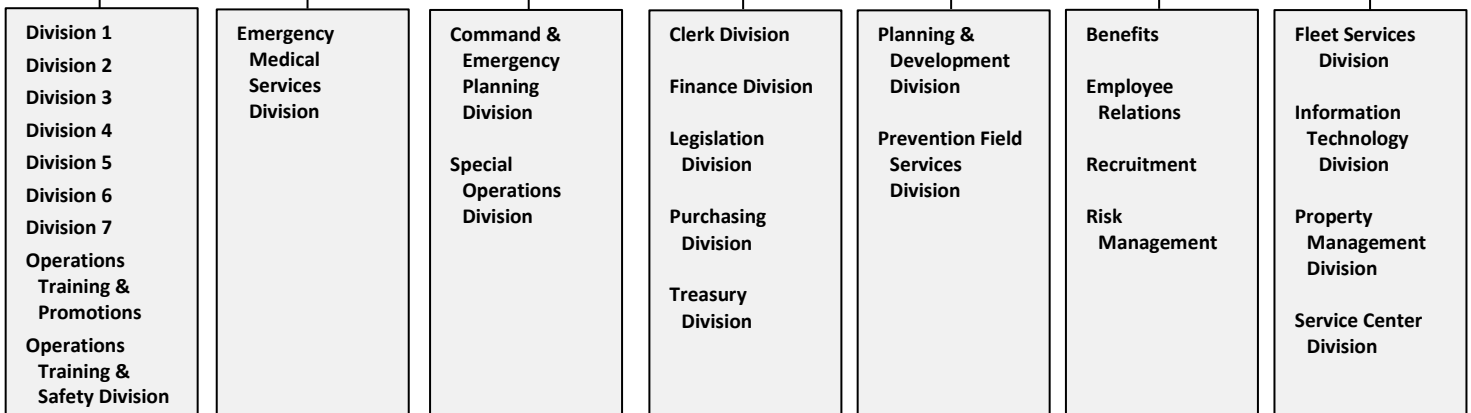 Division 1
Division 2
Division 3
Division 4
Division 5
Division 6
Division 7
Operations
Training &
Promotions
Operations
Training &
Safety Division
Emergency
Medical
Services
Division
Command &
Emergency
Planning
Division
Special
Operations
Division
Clerk Division
Finance Division
Legislation
Division
Purchasing
Division
Treasury
Division
Planning &
Development
Division
Prevention Field
Services
Division
Benefits
Employee
Relations
Recruitment
Risk
Management
Fleet Services
Division
Information
Technology
Division
Property
Management
Division
Service Center
Division